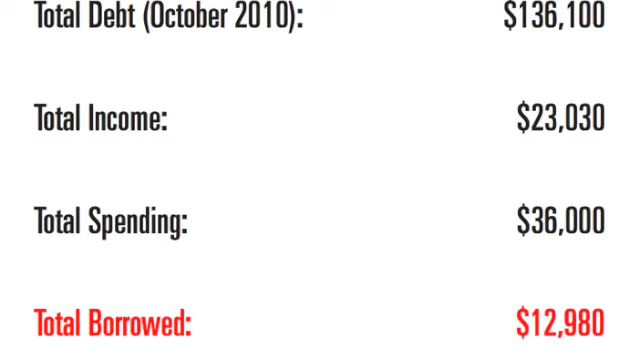 Total Debt (October 2010): $136,100
Total Income: $23,030
Total Spending: $36,000
Total Borrowed: $12,980